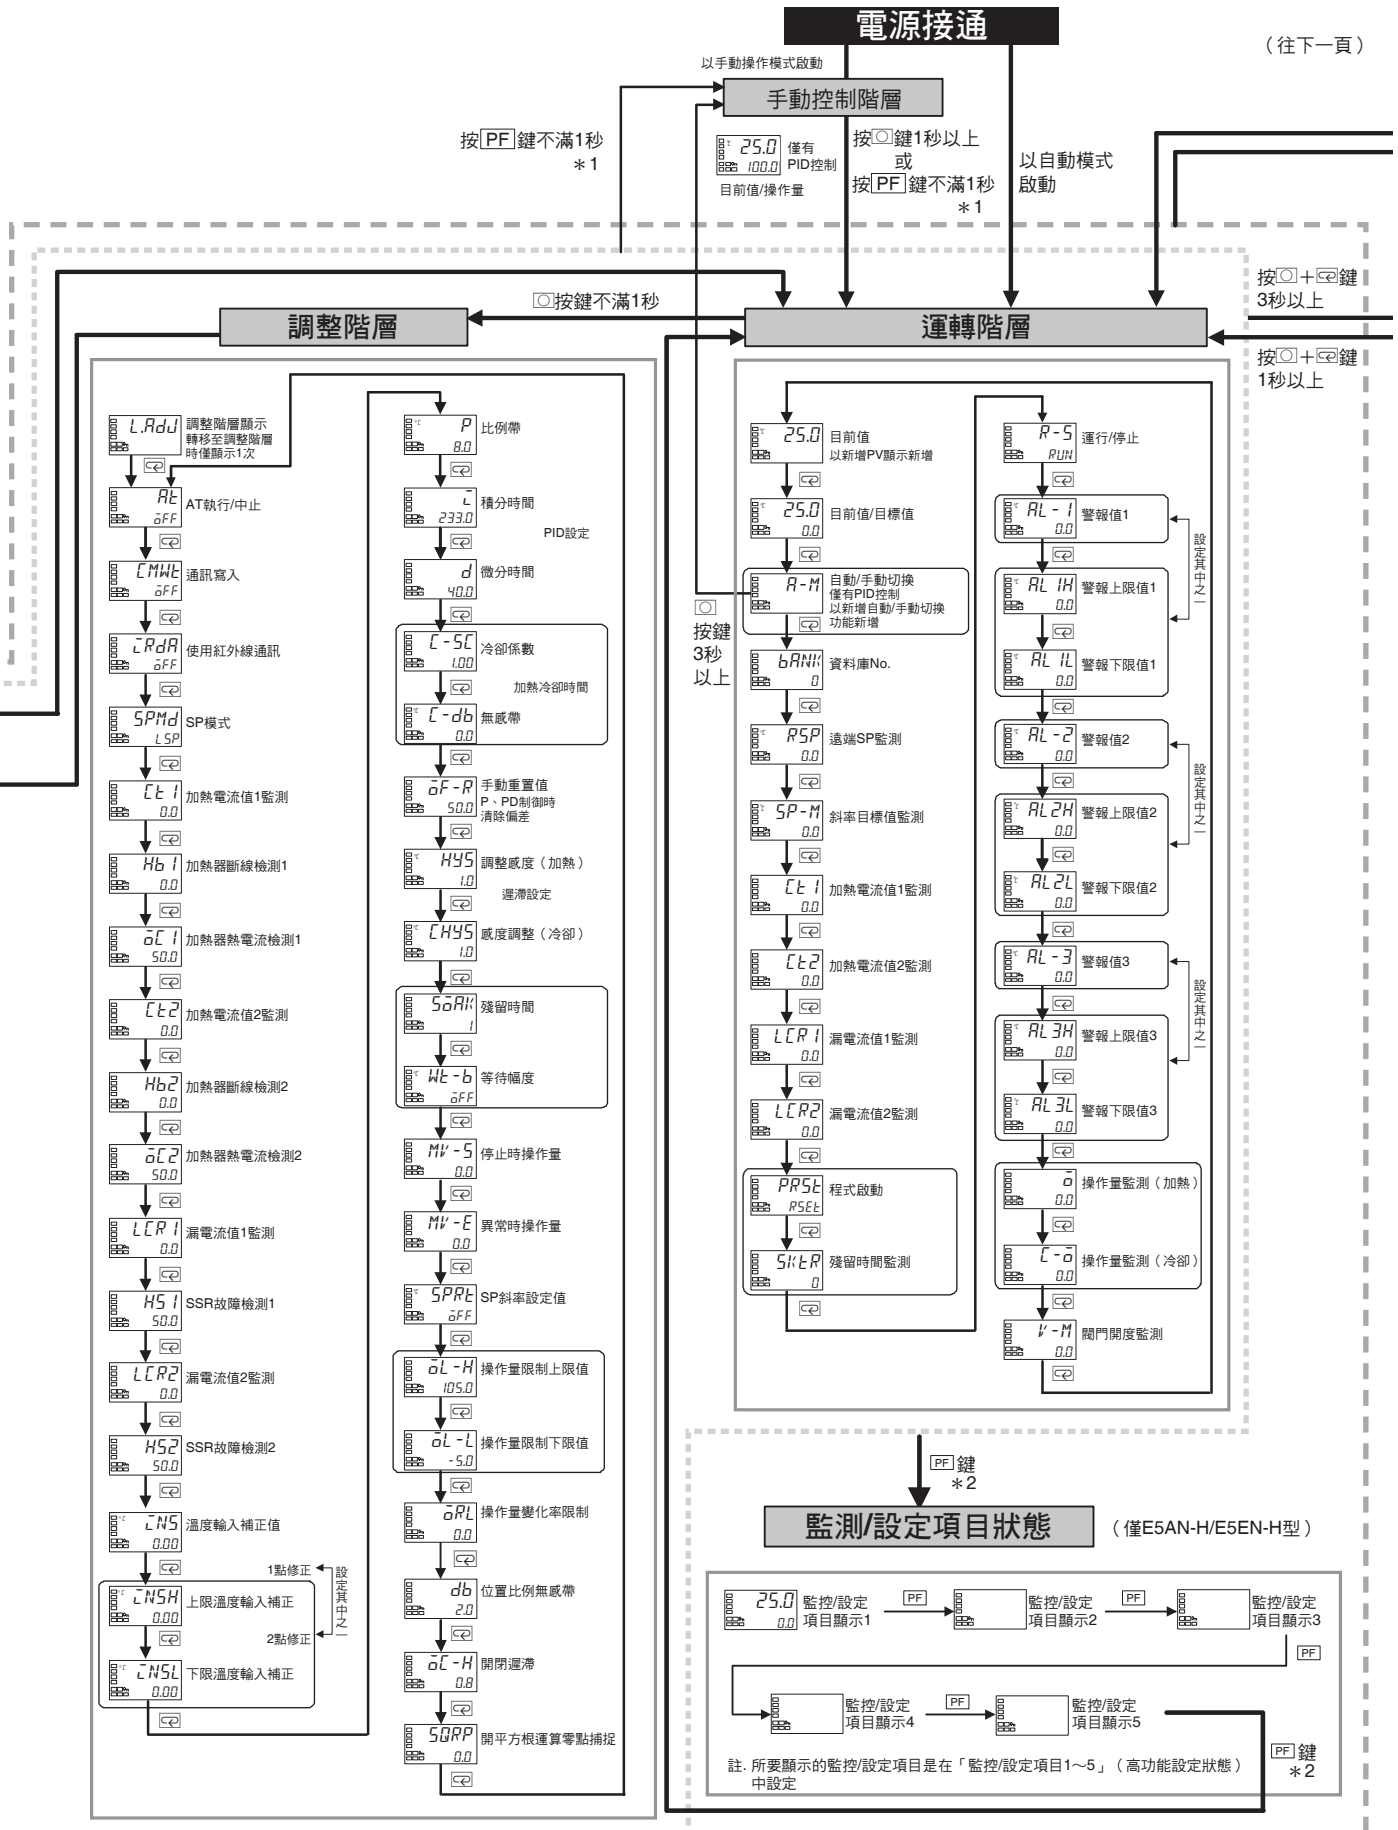 電源接通
（往下一頁）
以手動操作模式啟動
手動控制階層
按PF鍵不滿1秒
＊1
25.0
100.0
僅有
PID控制
目前值/操作量
按鍵1秒以上
或
按PF鍵不滿1秒
＊1
以自動模式
啟動
按＋鍵
3秒以上
按鍵不滿1秒
調整階層
運轉階層
按＋鍵
1秒以上
L.AdJ
調整階層顯示
轉移至調整階層
時僅顯示1次
At
oFF
AT執行/中止
CMWt
oFF
通訊寫入
iRdA
oFF
使用紅外線通訊
SPMd
LSP
SP模式
Ct1
0.0
加熱電流值1監測
Hb1
0.0
加熱器斷線檢測1
oC1
50.0
加熱器熱電流檢測1
Ct2
0.0
加熱電流值2監測
Hb2
0.0
加熱器斷線檢測2
oC2
50.0
加熱器熱電流檢測2
LCR1
0.0
漏電流值1監測
HS1
50.0
SSR故障檢測1
LCR2
0.0
漏電流值2監測
HS2
50.0
SSR故障檢測2
iNS
0.00
溫度輸入補正值
1點修正
iNSH
0.00
上限溫度輸入補正
設定其中之一
2點修正
iNSL
0.00
下限溫度輸入補正
P
8.0
比例帶
i
233.0
積分時間
PID設定
d
40.0
微分時間
C-SC
1.00
冷卻係數
加熱冷卻時間
C-db
0.0
無感帶
oF-R
50.0
手動重置值
P、PD制御時
清除偏差
HYS
1.0
調整感度（加熱）
遲滯設定
CHYS
1.0
感度調整（冷卻）
SoAK
1
殘留時間
Wt-b
oFF
等待幅度
MV-S
0.0
停止時操作量
MV-E
0.0
異常時操作量
SPRt
oFF
SP斜率設定值
oL-H
105.0
操作量限制上限值
oL-L
-5.0
操作量限制下限值
oRL
0.0
操作量變化率限制
db
2.0
位置比例無感帶
oC-H
0.8
開閉遲滯
SQRP
0.0
開平方根運算零點捕捉
25.0
目前值
以新增PV顯示新增
25.0
0.0
目前值/目標值
A-M
自動/手動切換
僅有PID控制
以新增自動/手動切換
功能新增
按鍵
3秒
以上
bANK
0
資料庫No.
RSP
0.0
遠端SP監測
SP-M
0.0
斜率目標值監測
Ct1
0.0
加熱電流值1監測
Ct2
0.0
加熱電流值2監測
LCR1
0.0
漏電流值1監測
LCR2
0.0
漏電流值2監測
PRSt
RSEt
程式啟動
SKtR
0
殘留時間監測
R-S
RUN
運行/停止
AL-1
0.0
警報值1
AL1H
0.0
警報上限值1
設定其中之一
AL1L
0.0
警報下限值1
AL-2
0.0
警報值2
AL2H
0.0
警報上限值2
設定其中之一
AL2L
0.0
警報下限值2
AL-3
0.0
警報值3
AL3H
0.0
警報上限值3
設定其中之一
AL3L
0.0
警報下限值3
o
0.0
操作量監測（加熱）
C-o
0.0
操作量監測（冷卻）
V-M
0.0
閥門開度監測
PF鍵
＊2
監測/設定項目狀態
（僅E5AN-H/E5EN-H型）
25.0
0.0
監控/設定
項目顯示1
PF
監控/設定
項目顯示2
PF
監控/設定
項目顯示3
PF
監控/設定
項目顯示4
PF
監控/設定
項目顯示5
PF鍵
＊2
註. 所要顯示的監控/設定項目是在「監控/設定項目1～5」（高功能設定狀態）
中設定